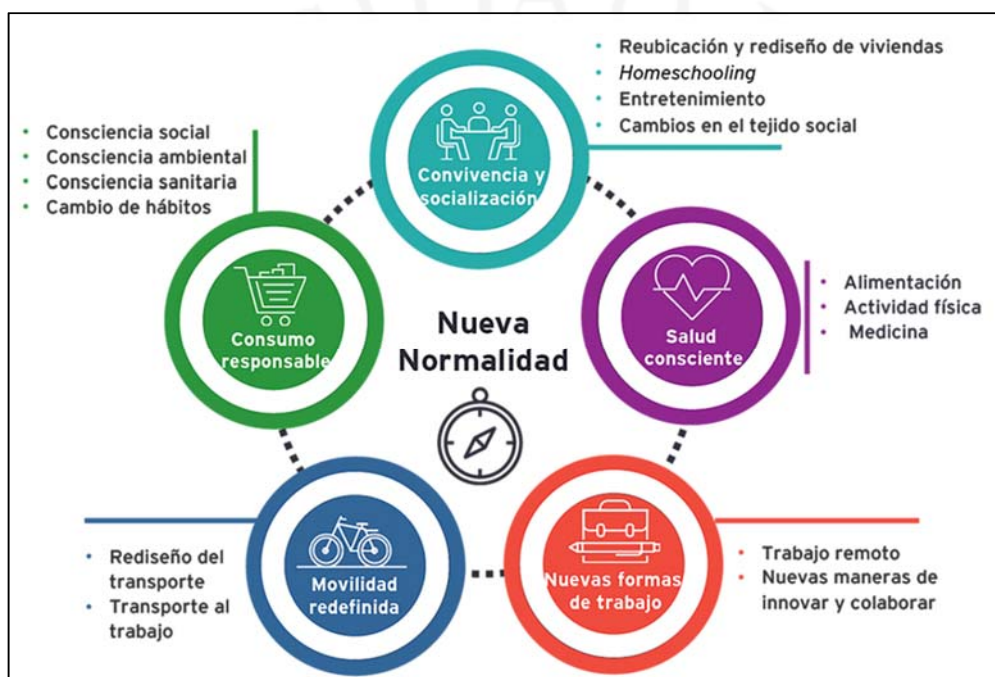 • Reubicación y rediseño de viviendas
• Homeschooling
• Entretenimiento
• Cambios en el tejido social
• Consciencia social
• Consciencia ambiental
• Consciencia sanitaria
• Cambio de hábitos
Convivencia y
socialización
• Alimentación
• Actividad física
• Medicina
Consumo
responsable
Nueva
Normalidad
Salud
consciente
• Rediseño del
transporte
• Transporte al
trabajo
Movilidad
redefinida
Nuevas formas
de trabajo
• Trabajo remoto
• Nuevas maneras de
innovar y colaborar